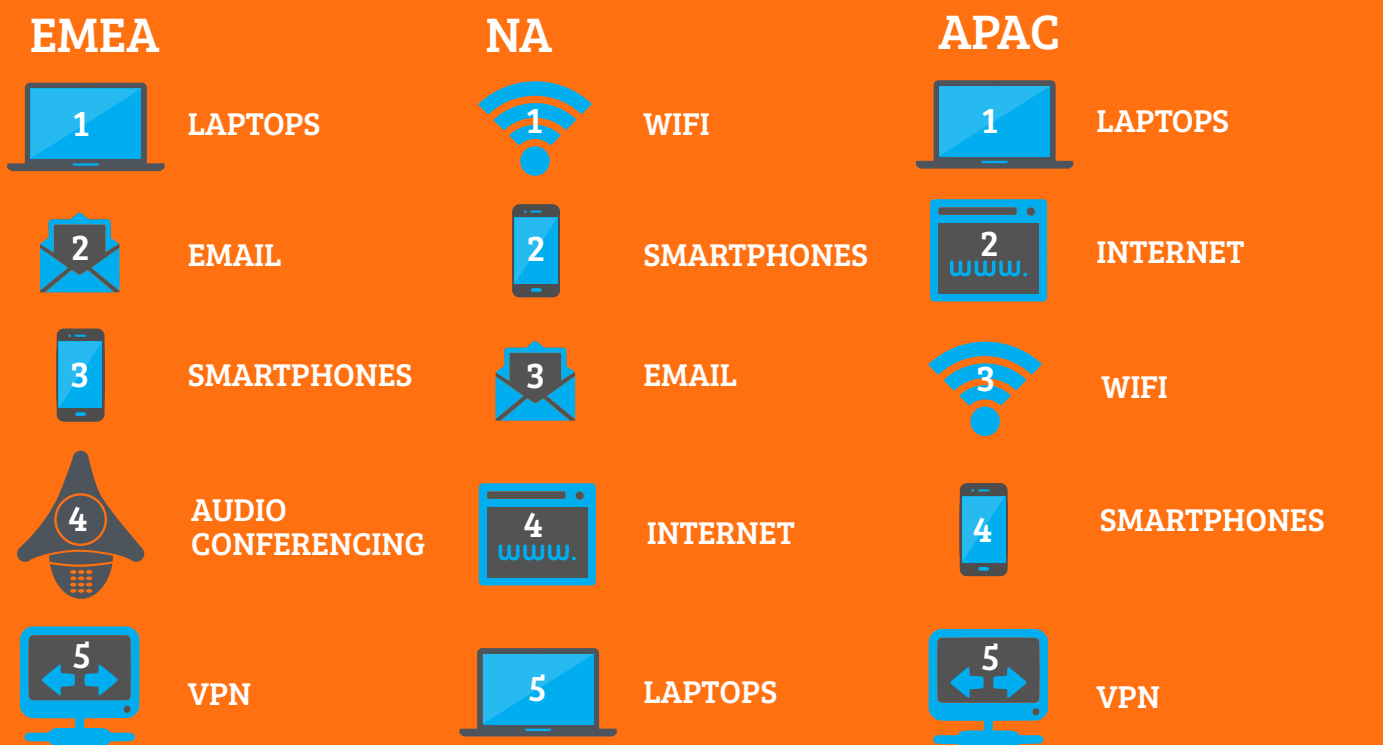 EMEA
1
LAPTOPS
2
EMAIL
3
SMARTPHONES
4
AUDIO
CONFERENCING
5
VPN
NA
1
WIFI
2
SMARTPHONES
3
EMAIL
4
www.
INTERNET
5
LAPTOPS
APAC
1
LAPTOPS
2
www.
INTERNET
3
WIFI
4
SMARTPHONES
5
VPN